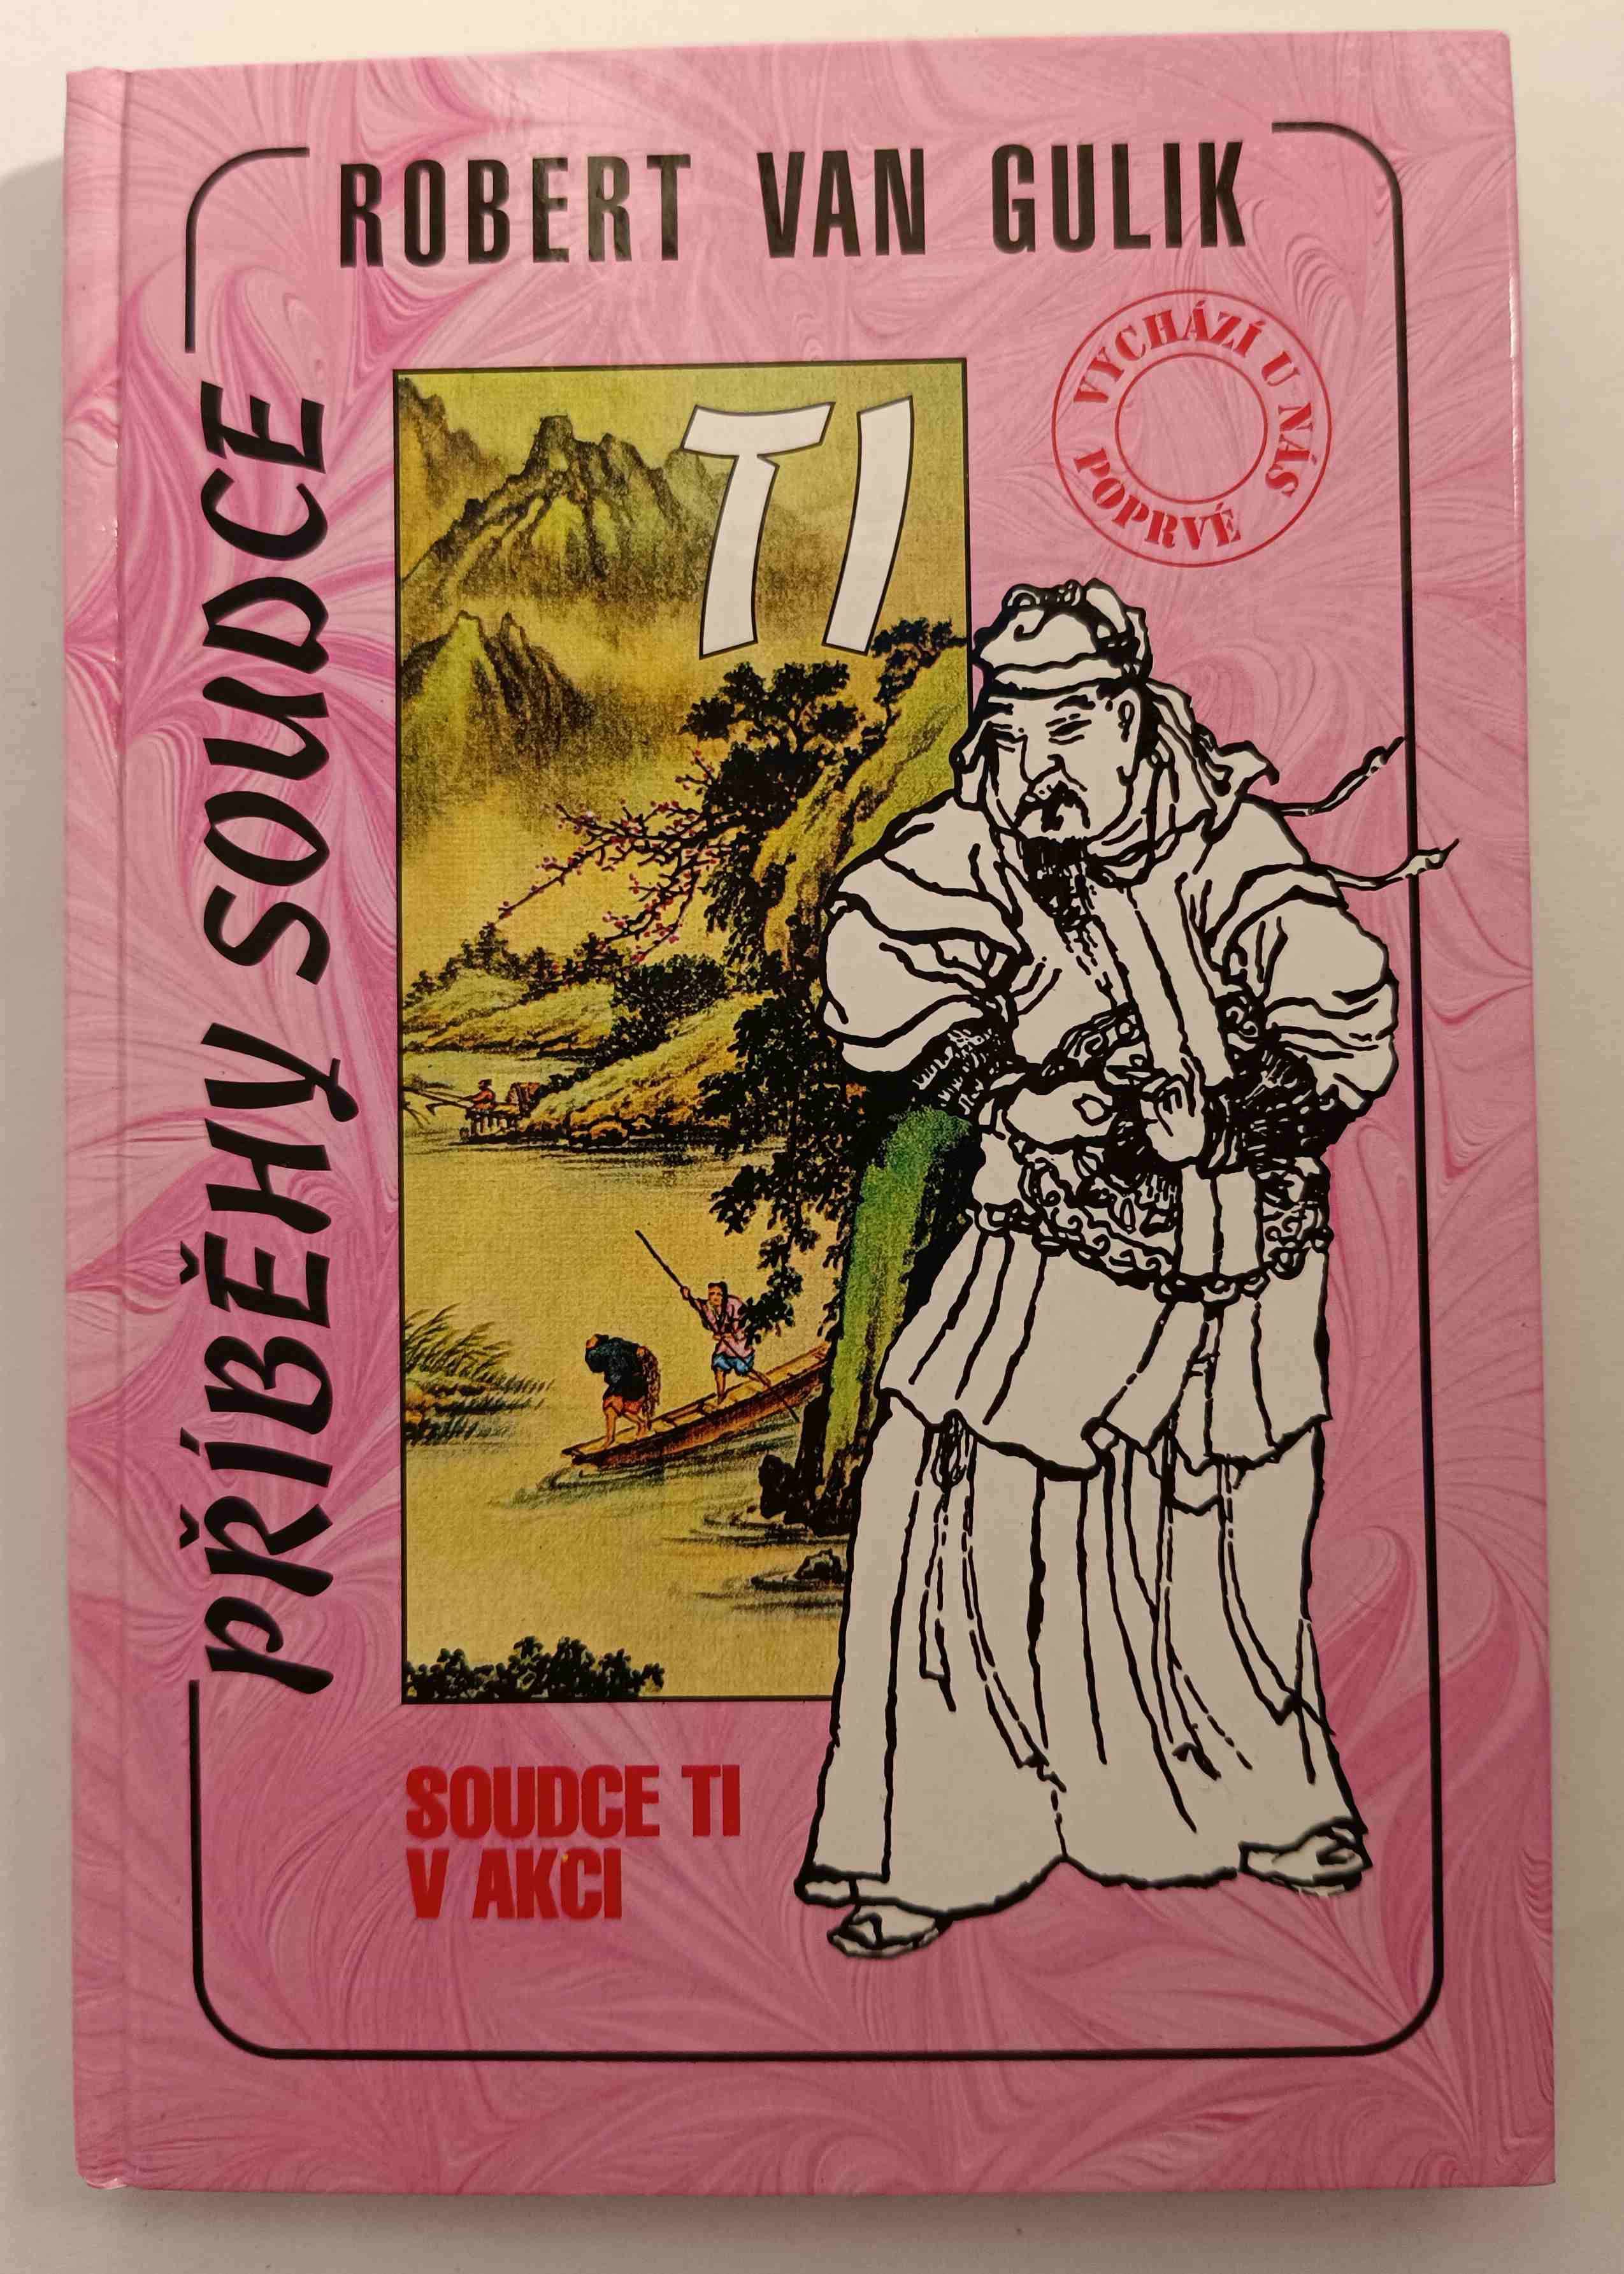 ROBERT VAN GULIK
PŘÍBĚHY SOUDCE
TI
VYCHÁZÍ U NÁS
POPRVÉ
SOUDCE TI
V AKCI